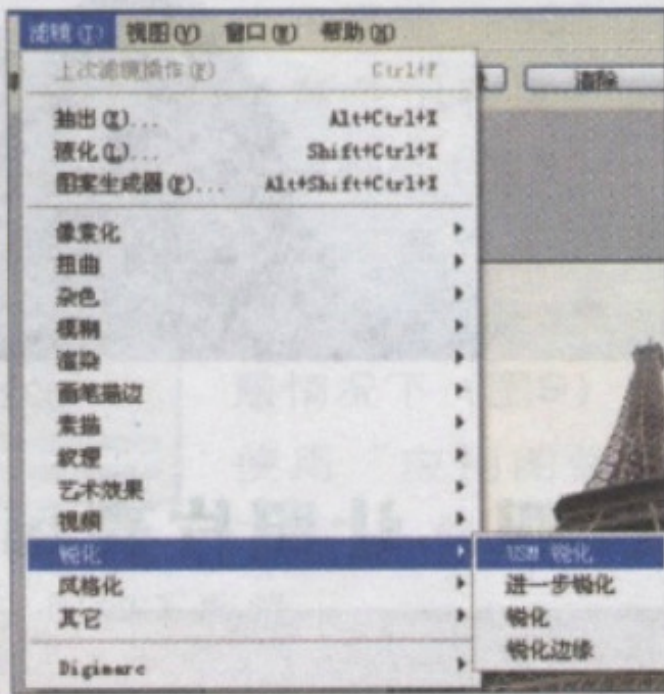 滤镜(T) 视图(V) 窗口(W) 帮助(H)
上次滤镜操作(F) Ctrl+F
清除
抽出(X)... Alt+Ctrl+X
液化(L)... Shift+Ctrl+X
图案生成器(P)... Alt+Shift+Ctrl+X
像素化
扭曲
杂色
模糊
渲染
画笔描边
素描
纹理
艺术效果
视频
锐化
USM 锐化
风格化
进一步锐化
其它
锐化
锐化边缘
Digimarc